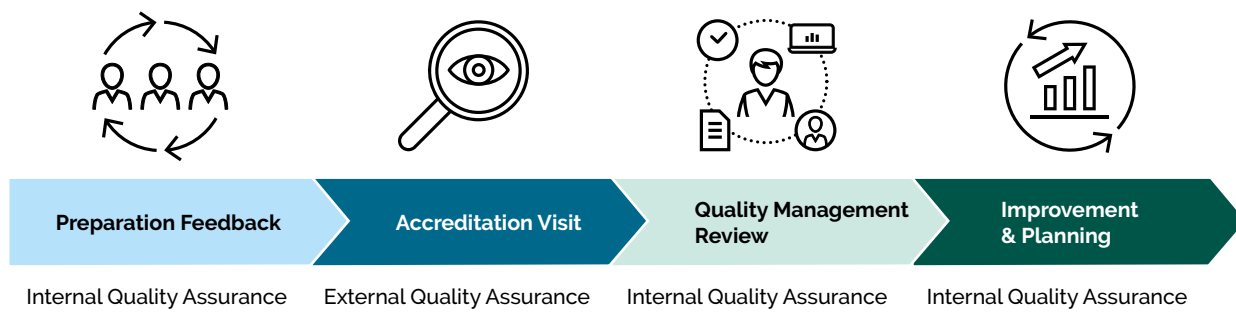 Preparation Feedback
Accreditation Visit
Quality Management
Review
Improvement
& Planning
Internal Quality Assurance
External Quality Assurance
Internal Quality Assurance
Internal Quality Assurance